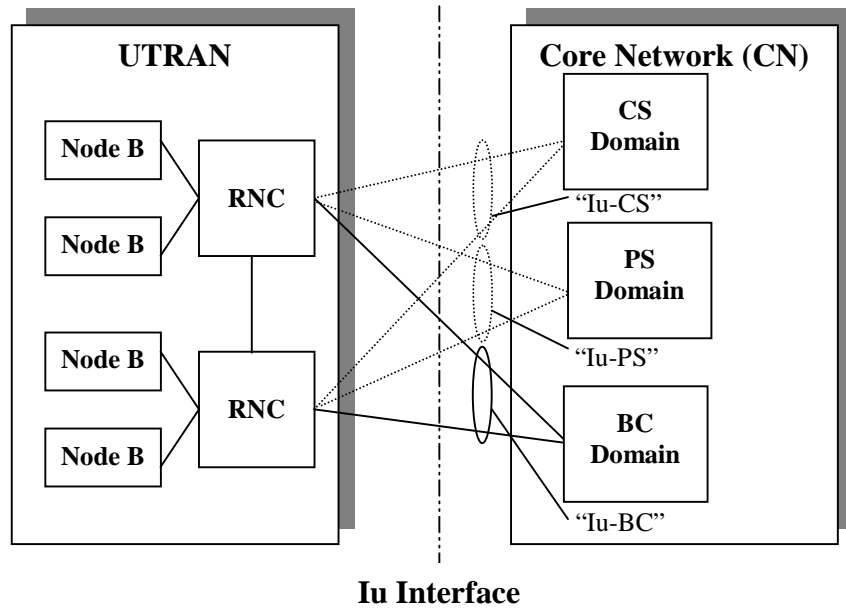 UTRAN
Core Network (CN)
Node B
Node B
RNC
Node B
Node B
RNC
CS
Domain
“Iu-CS”
PS
Domain
“Iu-PS”
BC
Domain
“Iu-BC”
Iu Interface